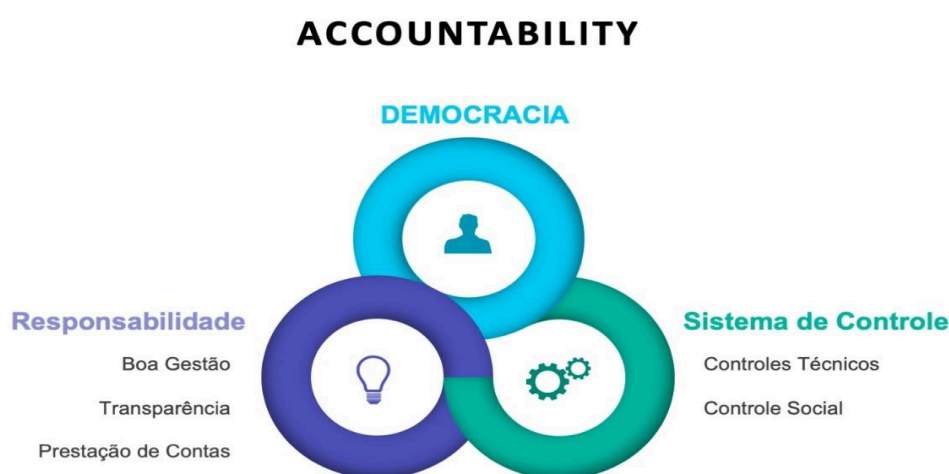 ACCOUNTABILITY
DEMOCRACIA
Responsabilidade
Boa Gestão
Transparência
Prestação de Contas
Sistema de Controle
Controles Técnicos
Controle Social